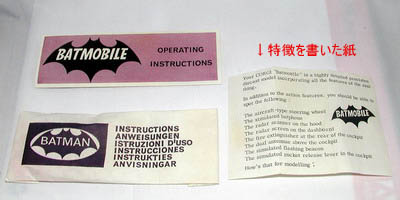 BATMOBILE
OPERATING
INSTRUCTIONS
↓特徴を書いた紙
Your CORGI "Batmobile" is a highly detailed precision
diecast model incorporating all the features of the real
thing.
In addition to the action features, you should be able to
spot the following :
The aircraft-type steering wheel
The simulated batphone
The radar scanner on the hood
The radar screen on the dashboard
The fire extinguisher at the rear of the cockpit
The dual antennae above the cockpit
The simulated flashing beacon
The simulated rocket release lever in the cockpit
How's that for modelling ?
BATMOBILE
BATMAN
INSTRUCTIONS
ANWEISUNGEN
ISTRUZIONI D'USO
INSTRUCCIONES
INSTRUKTIES
ANVISNINGAR